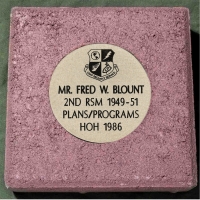 MR. FRED W. BLOUNT
2ND RSM 1949-51
PLANS/PROGRAMS
HOH 1986